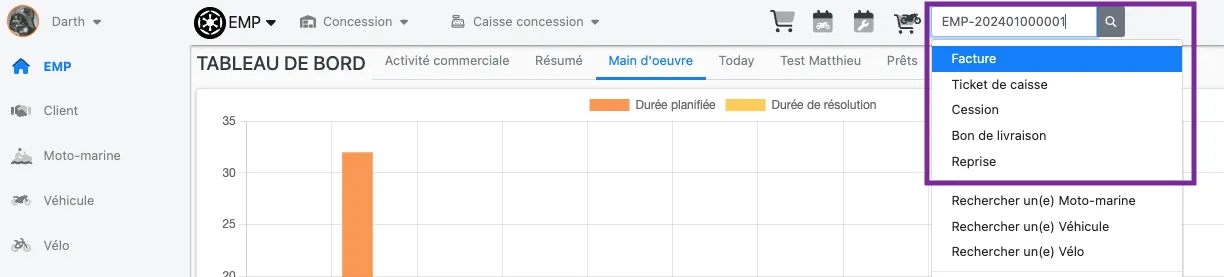 Darth
EMP
Concession
Caisse concession
EMP-202401000001
EMP
Client
Moto-marine
Véhicule
Vélo
TABLEAU DE BORD
Activité commerciale
Résumé
Main d'oeuvre
Today
Test Matthieu
Prêts
Durée planifiée
Durée de résolution
35
30
25
20
Facture
Ticket de caisse
Cession
Bon de livraison
Reprise
Rechercher un(e) Moto-marine
Rechercher un(e) Véhicule
Rechercher un(e) Vélo